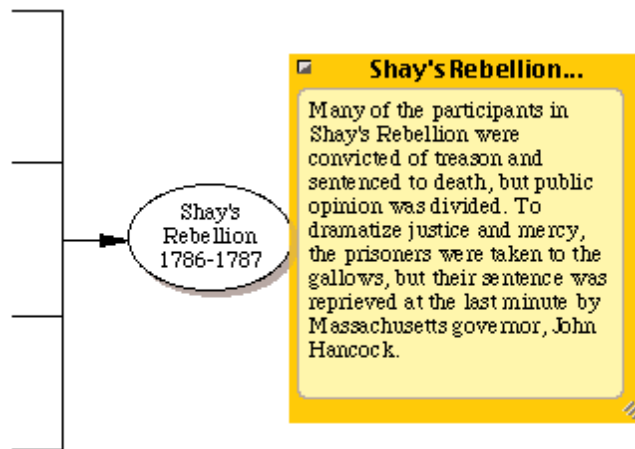 Shay's
Rebellion
1786-1787
Shay's Rebellion...
Many of the participants in
Shay's Rebellion were
convicted of treason and
sentenced to death, but public
opinion was divided. To
dramatize justice and mercy,
the prisoners were taken to the
gallows, but their sentence was
reprieved at the last minute by
Massachusetts governor, John
Hancock.